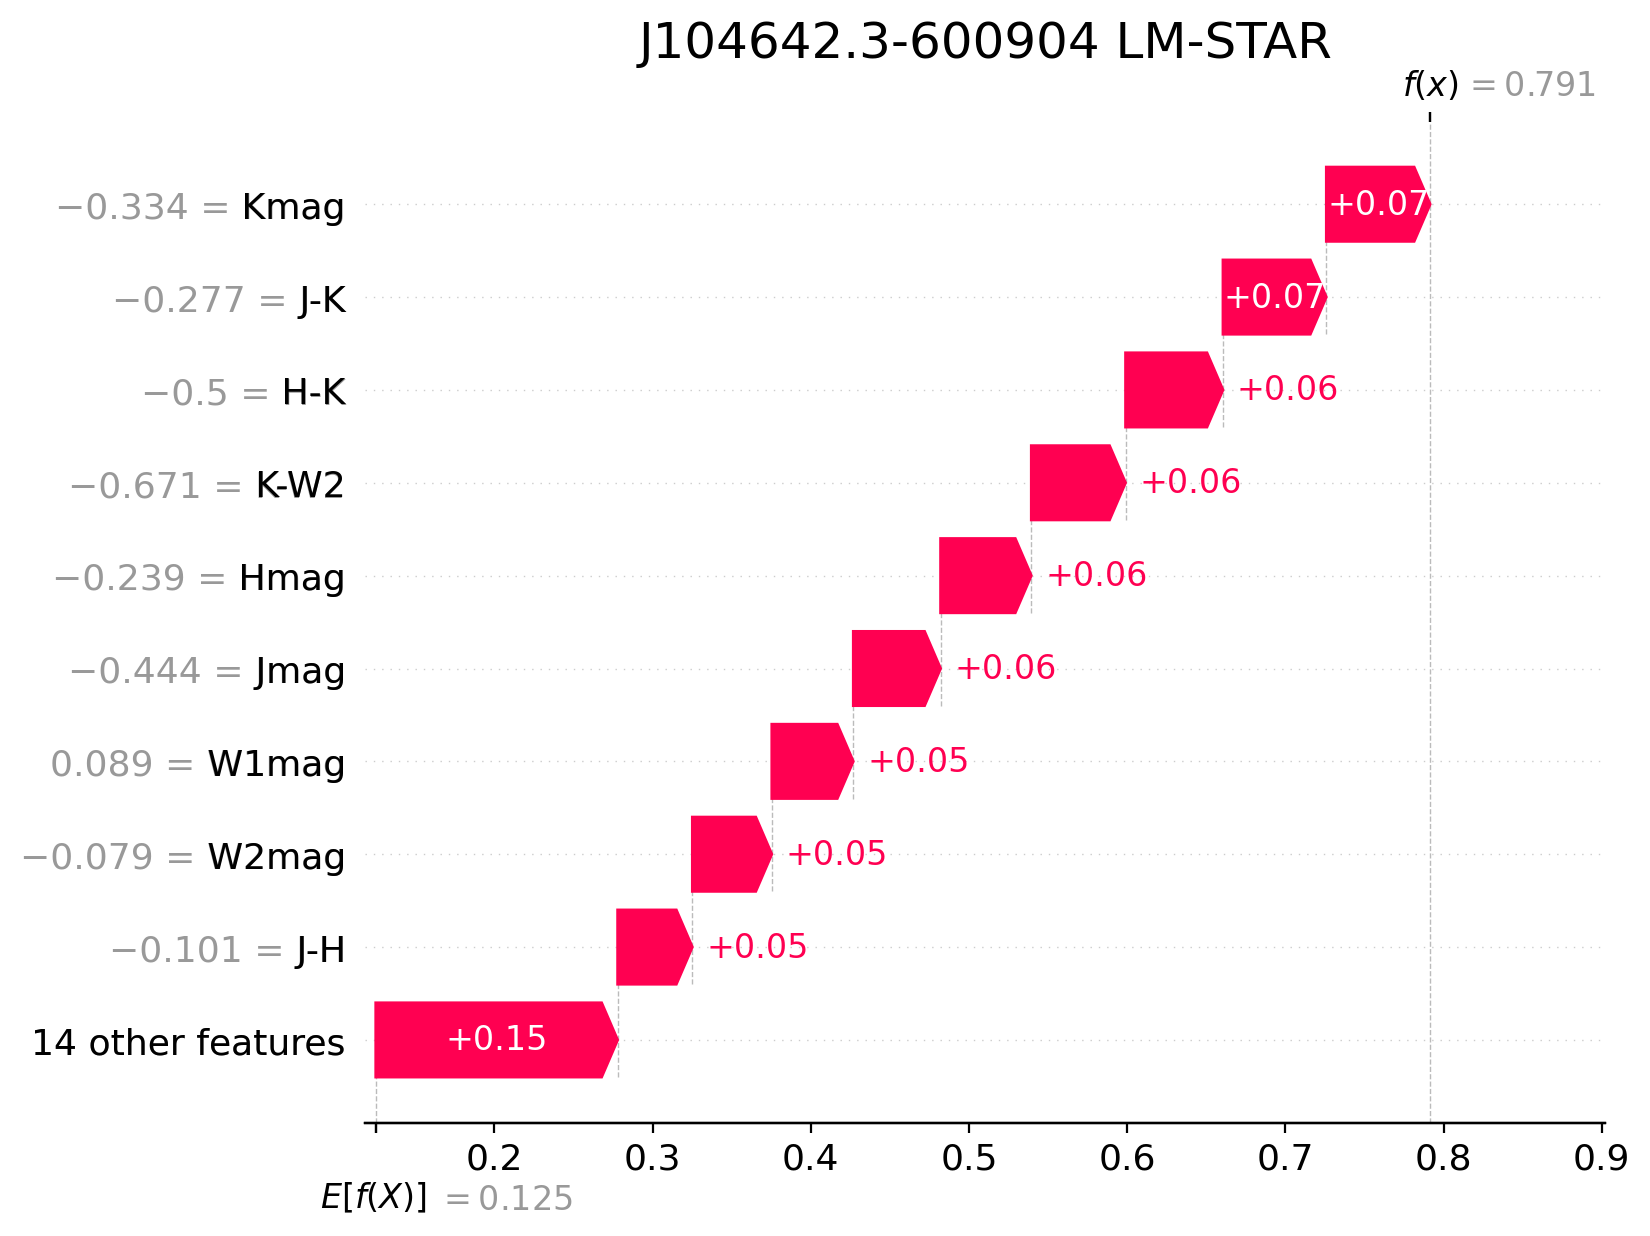 J104642.3-600904 LM-STAR
f(x) = 0.791
−0.334 = Kmag +0.07
−0.277 = J-K +0.07
−0.5 = H-K +0.06
−0.671 = K-W2 +0.06
−0.239 = Hmag +0.06
−0.444 = Jmag +0.06
0.089 = W1mag +0.05
−0.079 = W2mag +0.05
−0.101 = J-H +0.05
14 other features +0.15
0.2 0.3 0.4 0.5 0.6 0.7 0.8 0.9
E[f(X)] = 0.125